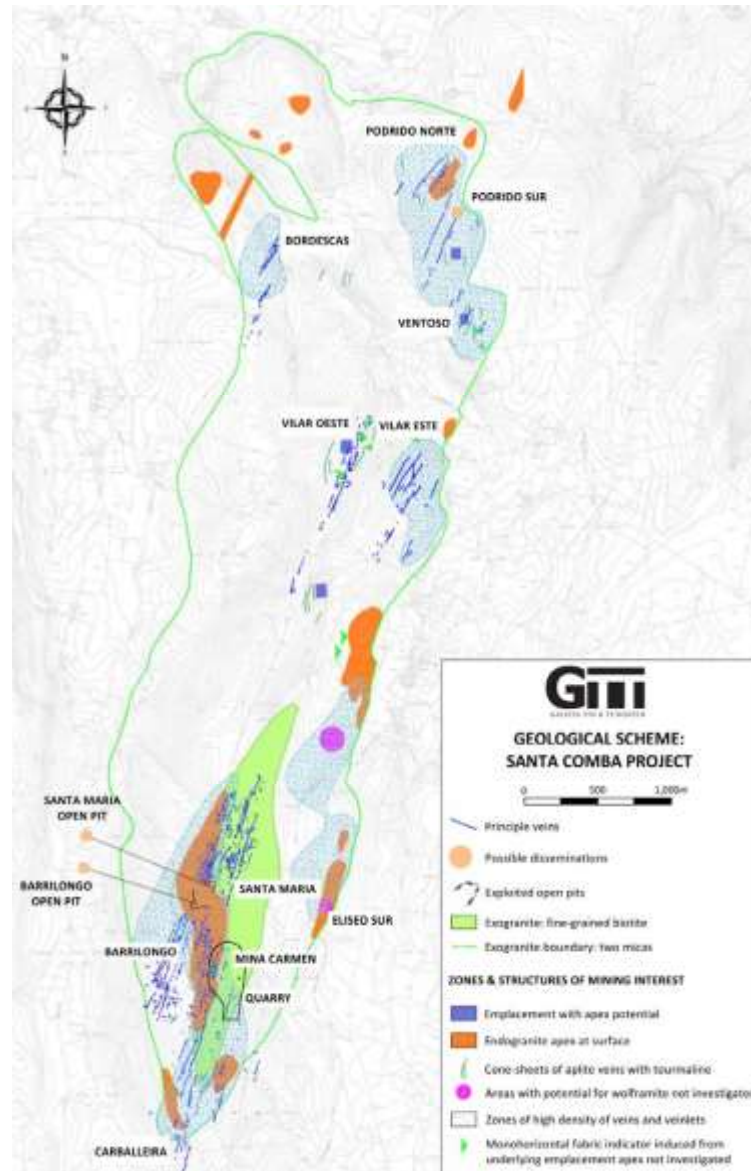 N
PODRIDO NORTE
PODRIDO SUR
BORDESCAS
VENTOSO
VILAR OESTE
VILAR ESTE
SANTA MARIA
OPEN PIT
BARRILONGO
OPEN PIT
SANTA MARIA
ELISEO SUR
BARRILONGO
MINA CARMEN
QUARRY
CARBALLEIRA
GTT
GALICIA TIN & TUNGSTEN
GEOLOGICAL SCHEME:
SANTA COMBA PROJECT
0 500 1,000m
Principle veins
Possible disseminations
Exploited open pits
Exogranite: fine-grained biotite
Exogranite boundary: two micas
ZONES & STRUCTURES OF MINING INTEREST
Emplacement with apex potential
Endogranite apex at surface
Cone-sheets of aplite veins with tourmaline
Areas with potential for wolframite not investigated
Zones of high density of veins and veinlets
Monohorizontal fabric indicator induced from
underlying emplacement apex not investigated